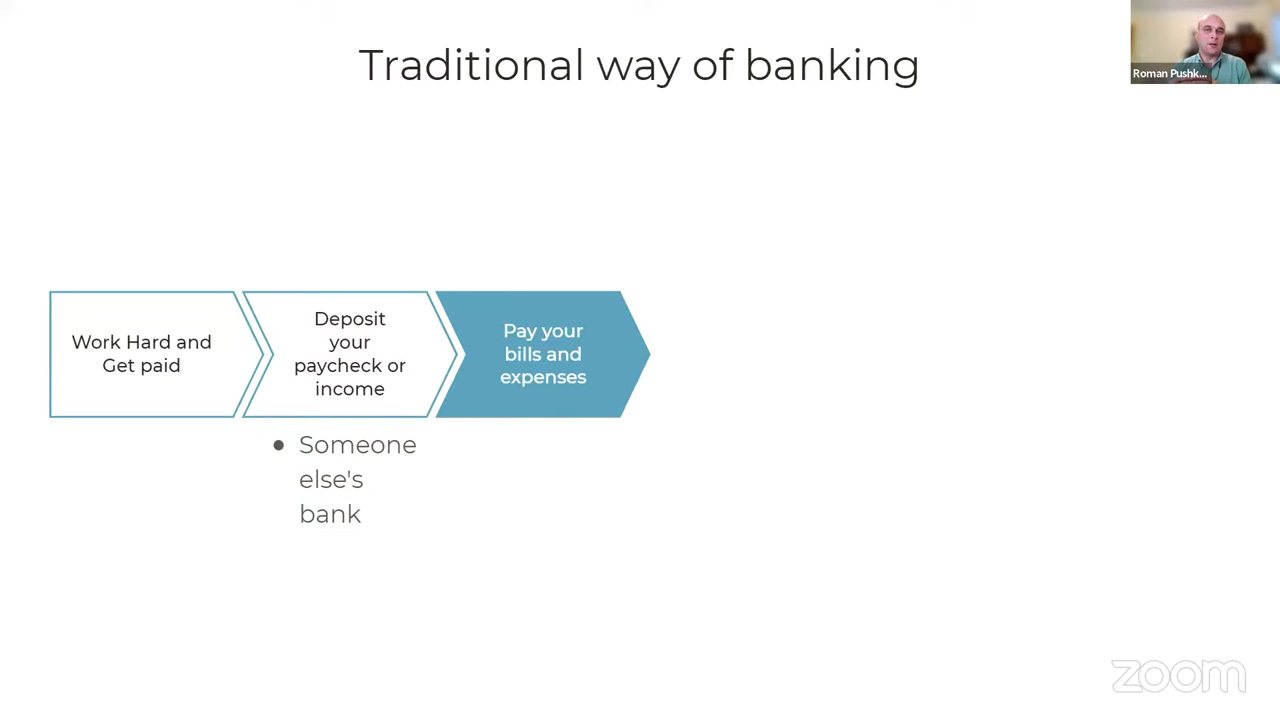 Traditional way of banking
Roman Pushk...
Work Hard and
Get paid
Deposit
your
paycheck or
income
Pay your
bills and
expenses
• Someone
else's
bank
zoom